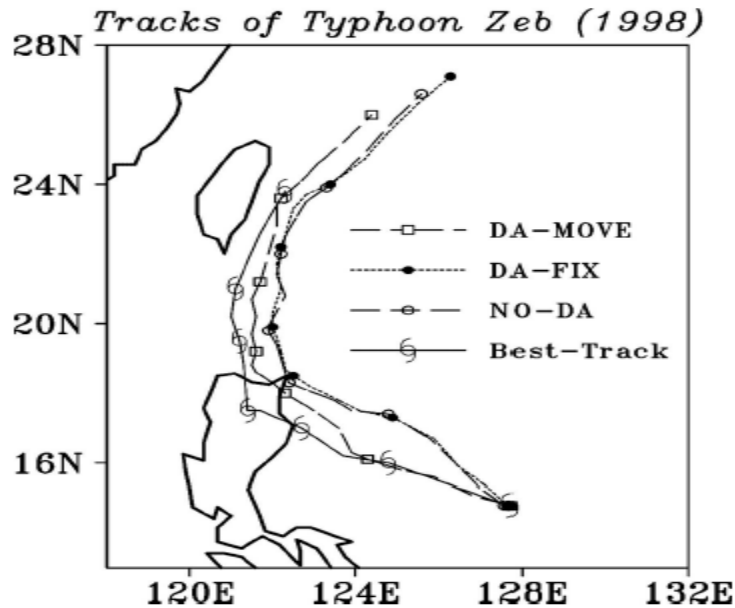 Tracks of Typhoon Zeb (1998)
28N
24N
20N
16N
DA-MOVE
DA-FIX
NO-DA
Best-Track
120E 124E 128E 132E